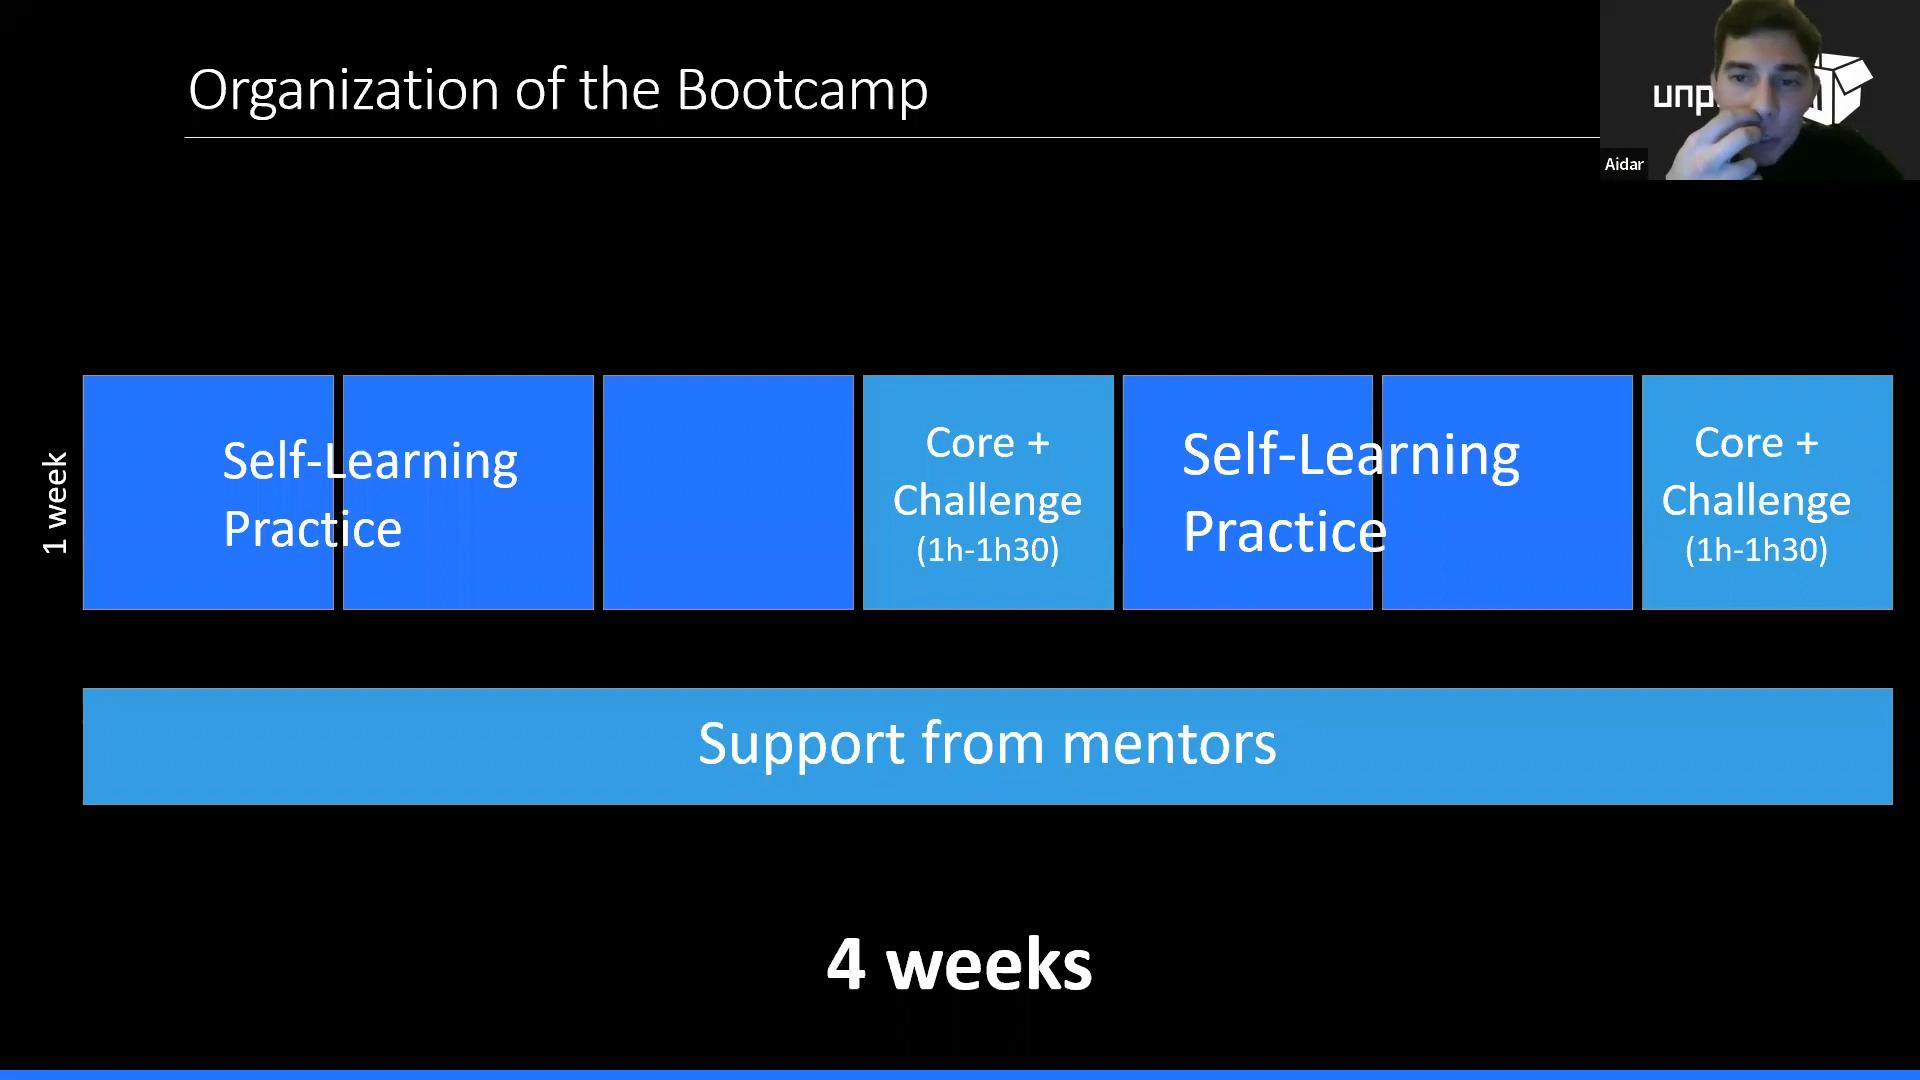 Organization of the Bootcamp
Aidar
1 week
Self-Learning
Practice
Core +
Challenge
(1h-1h30)
Self-Learning
Practice
Core +
Challenge
(1h-1h30)
Support from mentors
4 weeks